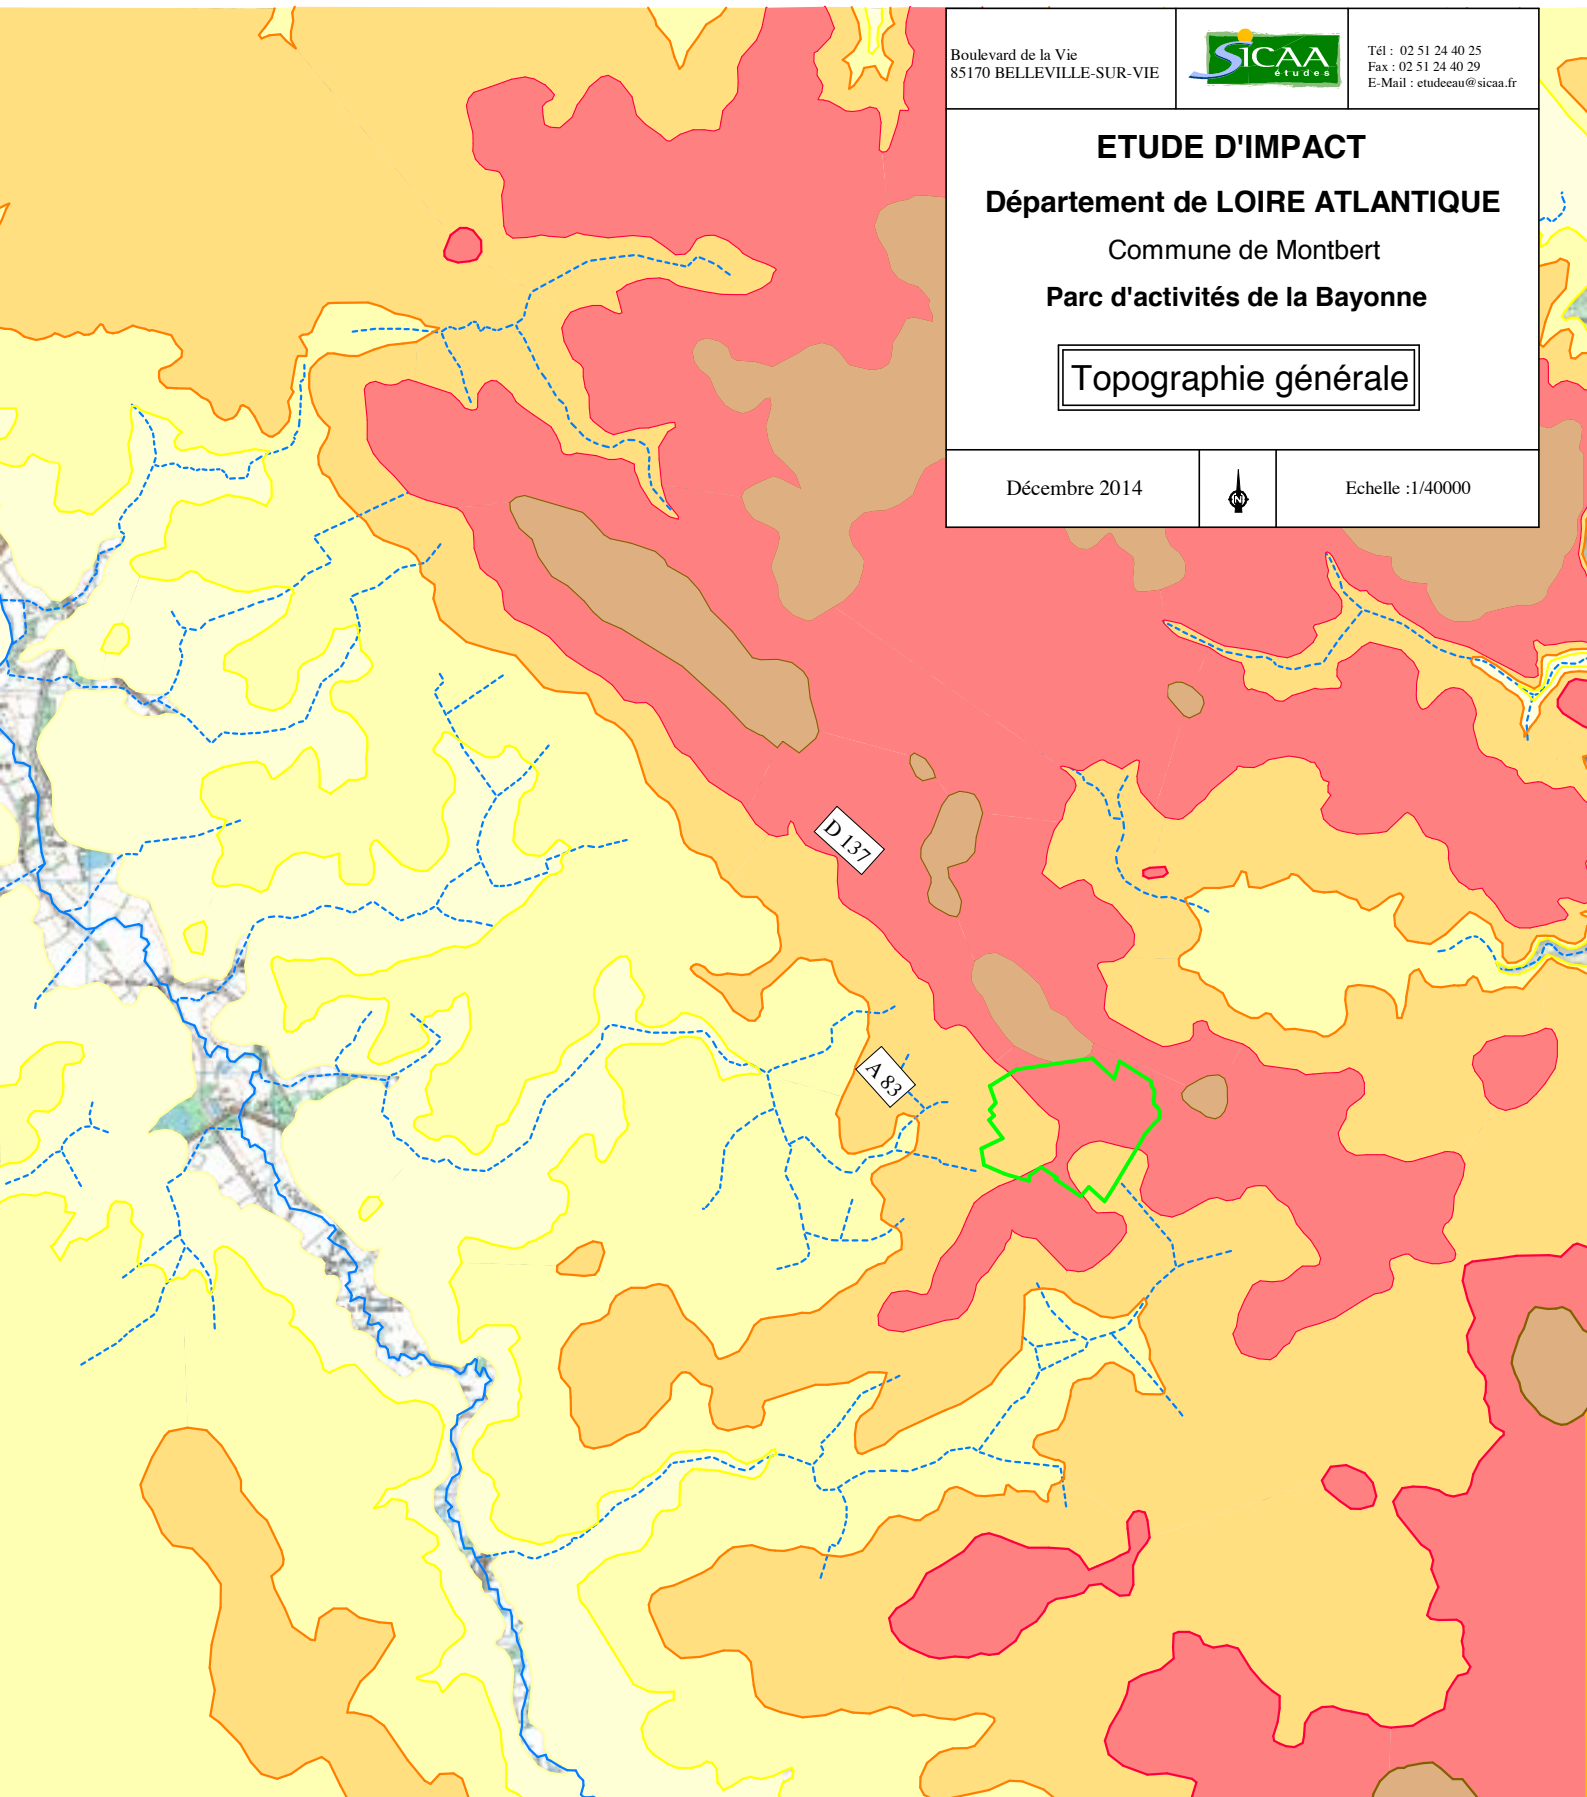 Boulevard de la Vie
85170 BELLEVILLE-SUR-VIE
SICAA
études
Tél : 02 51 24 40 25
Fax : 02 51 24 40 29
E-Mail : etudeeau@sicaa.fr
ETUDE D'IMPACT
Département de LOIRE ATLANTIQUE
Commune de Montbert
Parc d'activités de la Bayonne
Topographie générale
Décembre 2014
N
Echelle :1/40000
D 137
A 83